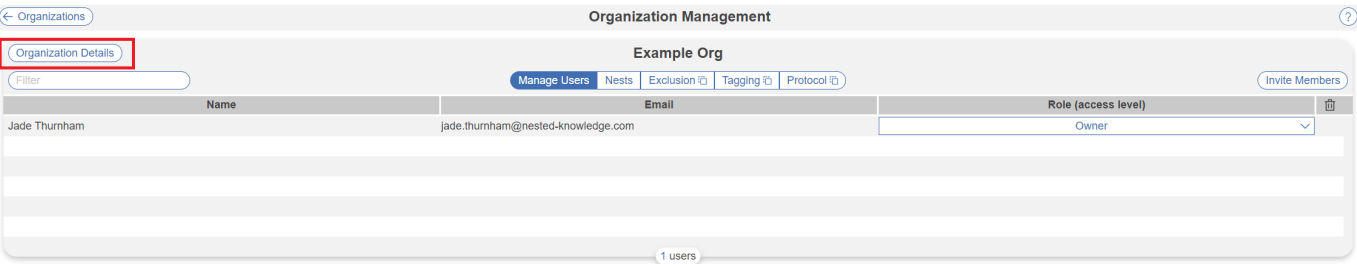 ← Organizations
Organization Management
?
Organization Details
Example Org
Filter
Manage Users Nests Exclusion Tagging Protocol
Invite Members
Name Email Role (access level)
Jade Thurnham jade.thurnham@nested-knowledge.com Owner
1 users